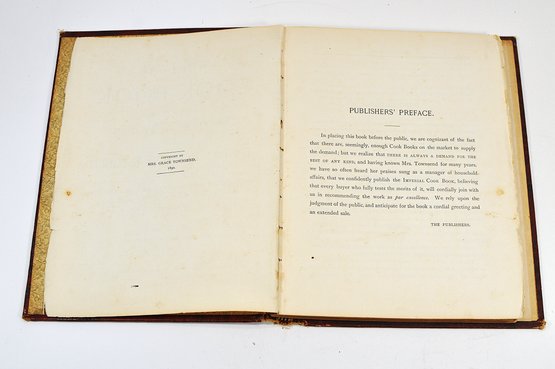 COPYRIGHT BY
MRS. GRACE TOWNSEND,
PUBLISHERS' PREFACE.
In placing this book before the public, we are cognizant of the fact
that there are, seemingly, enough Cook Books on the market to supply
the demand; but we realize that THERE IS ALWAYS A DEMAND FOR THE
BEST OF ANY KIND, and having known Mrs. Townsend for many years,
we have so often heard her praises sung as a manager of household
affairs, that we confidently publish the IMPERIAL COOK BOOK, believing
that every buyer who fully tests the merits of it, will cordially join with
us in recommending the work as par excellence. We rely upon the
judgment of the public, and anticipate for the book a cordial greeting and
an extended sale.
THE PUBLISHERS.